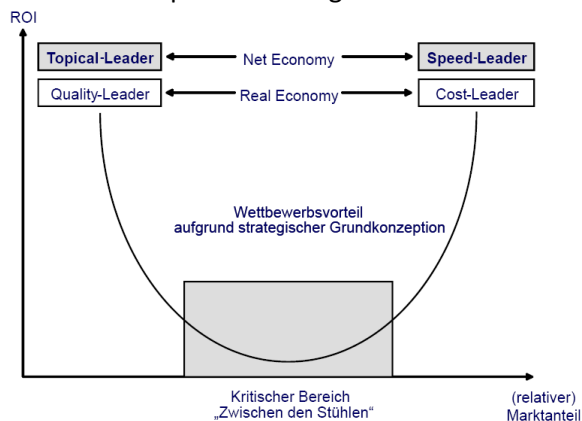 ROI
Topical-Leader
Net Economy
Speed-Leader
Quality-Leader
Real Economy
Cost-Leader
Wettbewerbsvorteil
aufgrund strategischer Grundkonzeption
Kritischer Bereich
„Zwischen den Stühlen“
(relativer)
Marktanteil